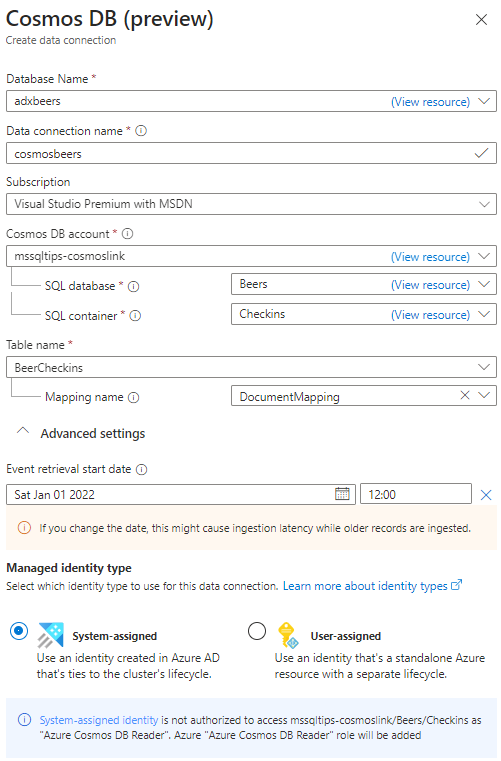 Cosmos DB (preview)
Create data connection
Database Name *
adxbeers (View resource)
Data connection name *
cosmosbeers
Subscription
Visual Studio Premium with MSDN
Cosmos DB account *
mssqltips-cosmoslink (View resource)
SQL database * Beers (View resource)
SQL container * Checkins (View resource)
Table name *
BeerCheckins
Mapping name DocumentMapping
Advanced settings
Event retrieval start date
Sat Jan 01 2022 12:00
If you change the date, this might cause ingestion latency while older records are ingested.
Managed identity type
Select which identity type to use for this data connection. Learn more about identity types
System-assigned
Use an identity created in Azure AD
that's ties to the cluster's lifecycle.
User-assigned
Use an identity that's a standalone Azure
resource with a separate lifecycle.
System-assigned identity is not authorized to access mssqltips-cosmoslink/Beers/Checkins as
"Azure Cosmos DB Reader". Azure "Azure Cosmos DB Reader" role will be added